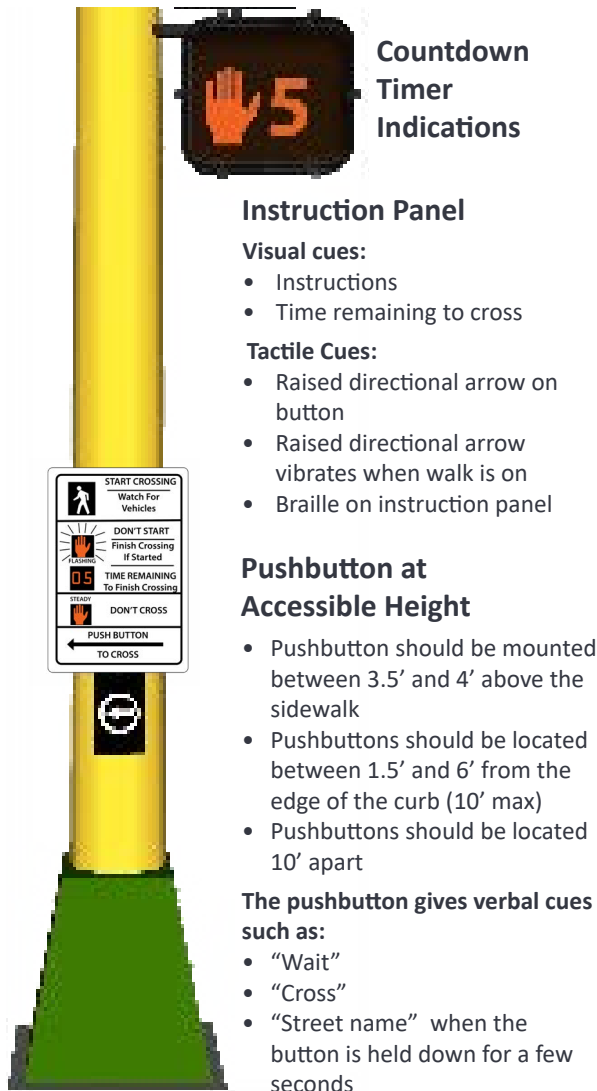 5
Countdown
Timer
Indications
Instruction Panel
Visual cues:
• Instructions
• Time remaining to cross
Tactile Cues:
• Raised directional arrow on
button
• Raised directional arrow
vibrates when walk is on
• Braille on instruction panel
START CROSSING
Watch For
Vehicles
DON'T START
Finish Crossing
If Started
FLASHING
05
TIME REMAINING
To Finish Crossing
STEADY
DON'T CROSS
PUSH BUTTON
TO CROSS
Pushbutton at
Accessible Height
• Pushbutton should be mounted
between 3.5’ and 4’ above the
sidewalk
• Pushbuttons should be located
between 1.5’ and 6’ from the
edge of the curb (10’ max)
• Pushbuttons should be located
10’ apart
The pushbutton gives verbal cues
such as:
• “Wait”
• “Cross”
• “Street name”  when the
button is held down for a few
seconds